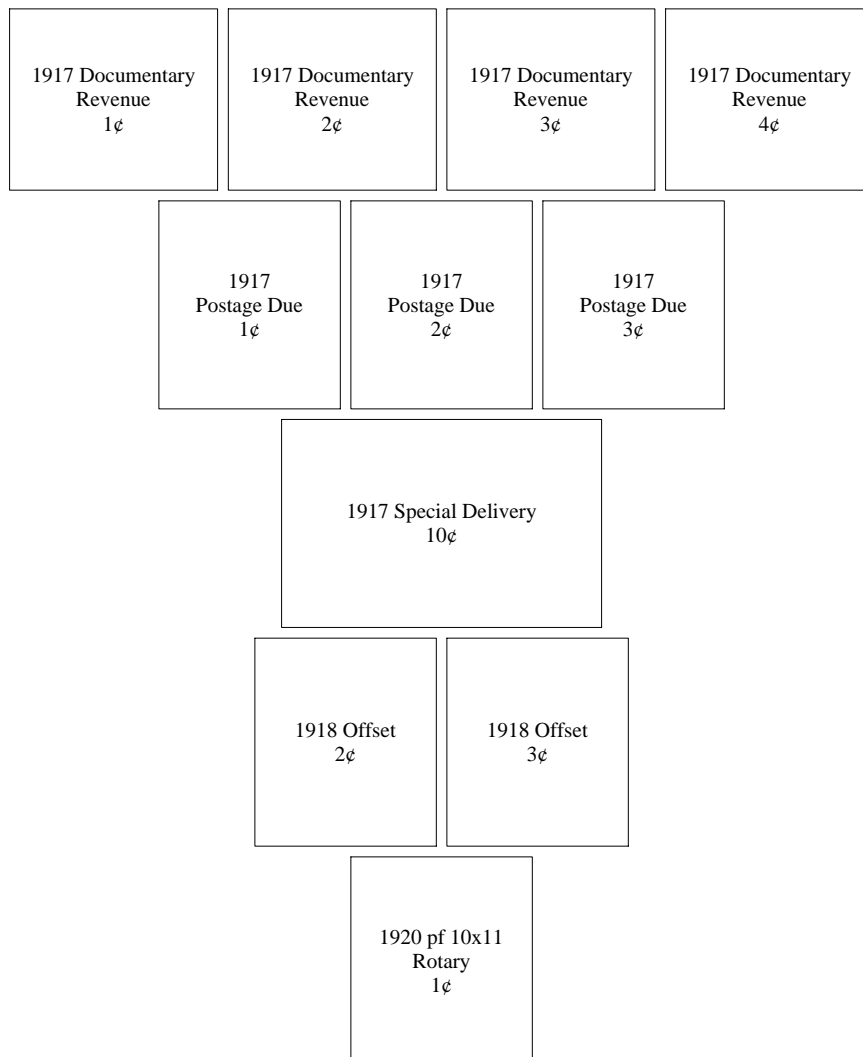 1917 Documentary
Revenue
1¢
1917 Documentary
Revenue
2¢
1917 Documentary
Revenue
3¢
1917 Documentary
Revenue
4¢
1917
Postage Due
1¢
1917
Postage Due
2¢
1917
Postage Due
3¢
1917 Special Delivery
10¢
1918 Offset
2¢
1918 Offset
3¢
1920 pf 10x11
Rotary
1¢